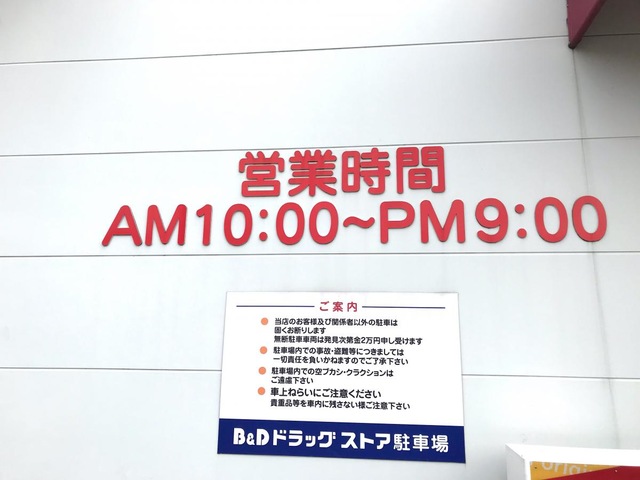 営業時間
AM10:00~PM9:00
ご案内
当店のお客様及び関係者以外の駐車は
固くお断りします
無断駐車車両は発見次第金2万円申し受けます
駐車場内での事故・盗難等につきましては
一切責任を負いかねますのでご了承下さい
駐車場内での空ブカシ・クラクションは
ご遠慮下さい
車上ねらいにご注意ください
貴重品等を車内に残さない様ご注意下さい
B&Dドラッグストア駐車場